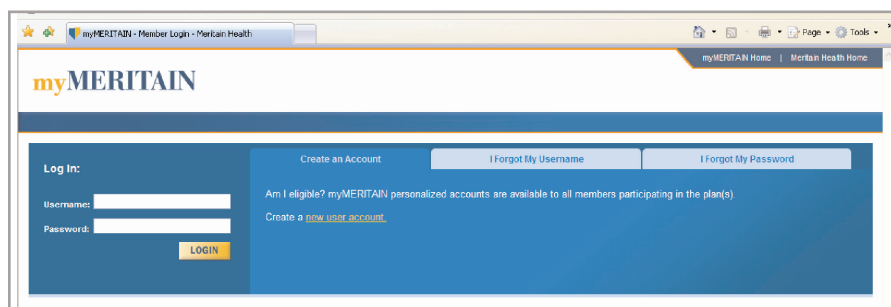 myMERITAIN - Member Login - Meritain Health
Page
Tools
myMERITAIN Home | Meritain Health Home
myMERITAIN
Log In:
Username:
Password:
LOGIN
Create an Account
I Forgot My Username
I Forgot My Password
Am I eligible? myMERITAIN personalized accounts are available to all members participating in the plan(s).
Create a new user account.